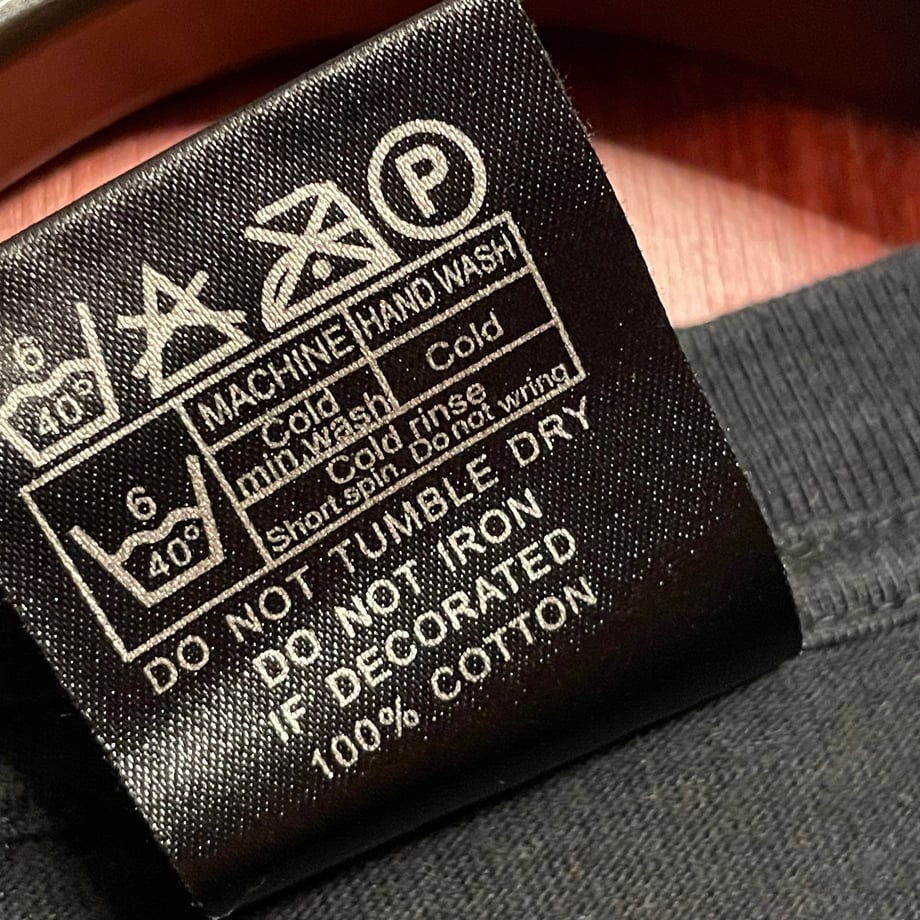 6
40°
P
MACHINE HAND WASH
6
40°
Cold
min.wash
Cold
Cold rinse
Short spin. Do not wring
DO NOT TUMBLE DRY
DO NOT IRON
IF DECORATED
100% COTTON